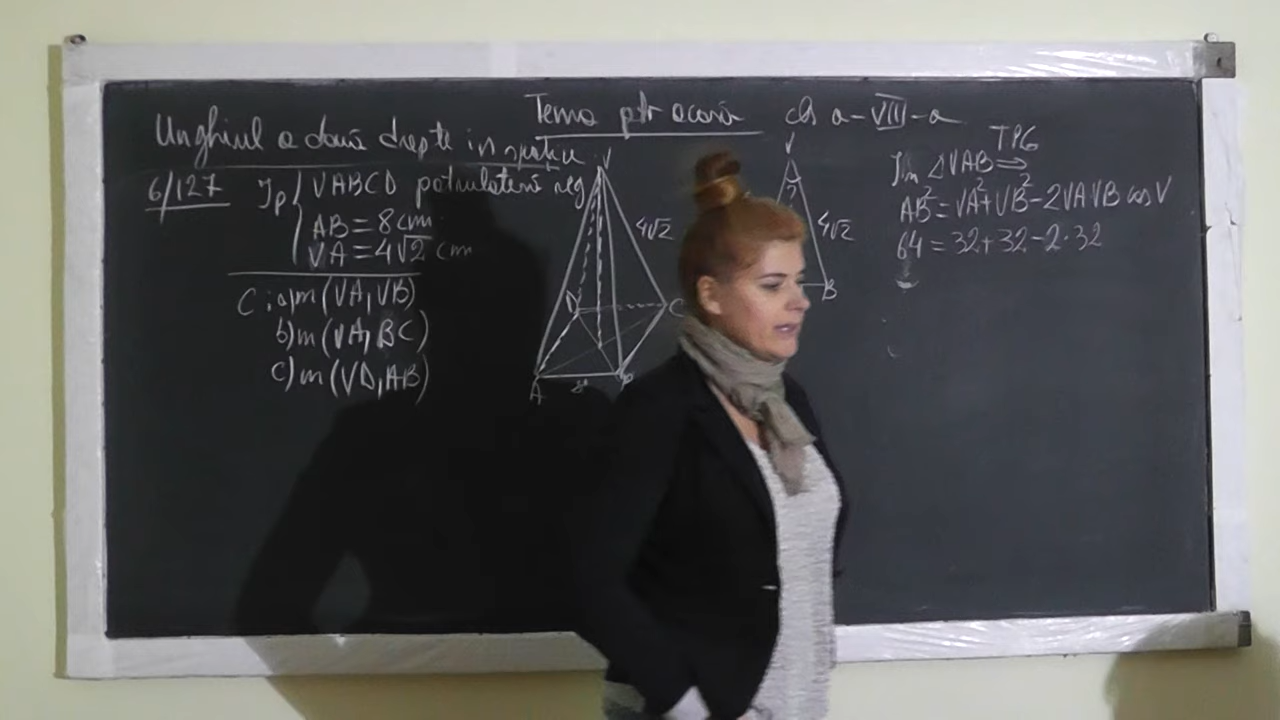 Tema ptr acasă cls a-VIII-a
Unghiul a două drepte în spațiu
6/127 Ip VABCD patrulateră reg
AB = 8 cm
VA = 4√2 cm
C: a) m(VA, VB)
b) m(VA, BC)
c) m(VD, AB)
V
4√2
D
C
A
8
B
V
?
4√2
B
TPG
În △VAB ⇒
AB² = VA² + VB² - 2VA·VB cos V
64 = 32 + 32 - 2·32